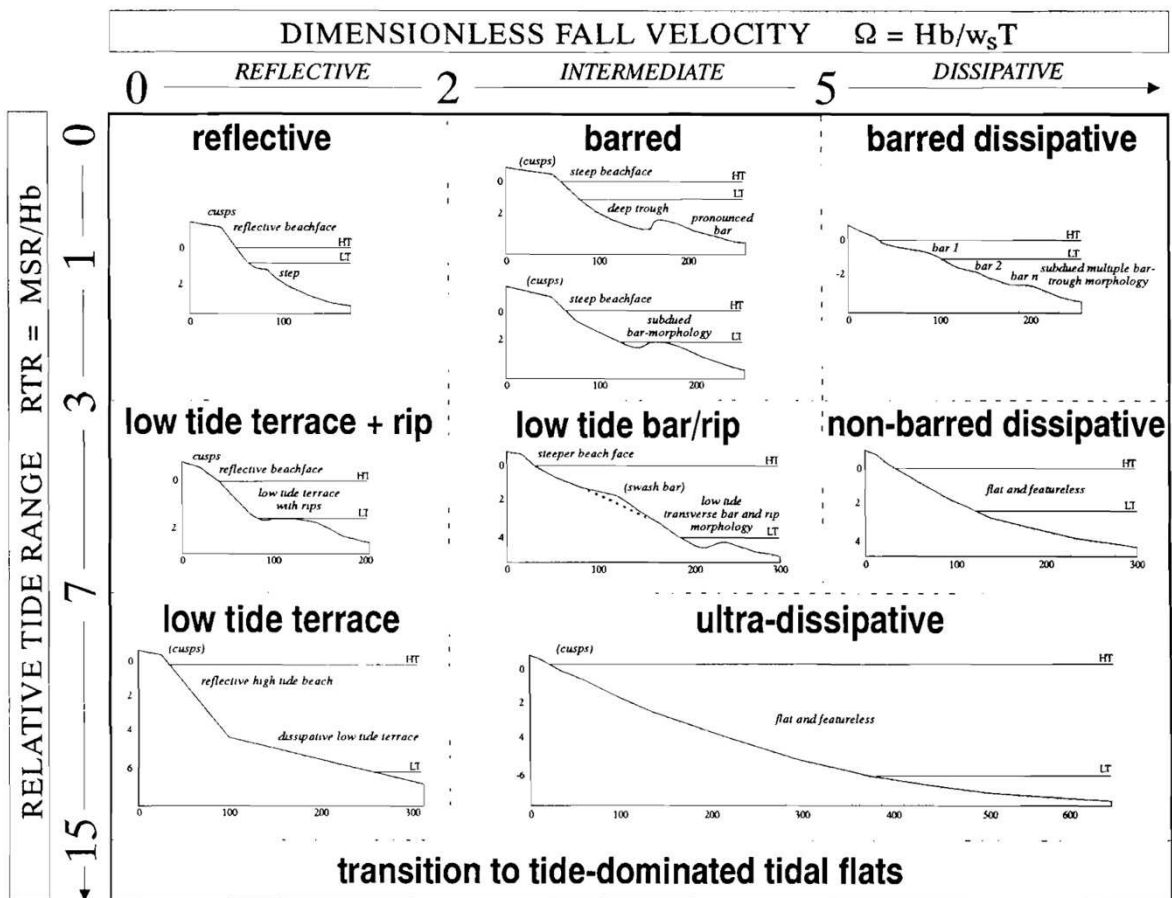 DIMENSIONLESS FALL VELOCITY Ω = Hb/wₛT
0 REFLECTIVE 2 INTERMEDIATE 5 DISSIPATIVE
RELATIVE TIDE RANGE RTR = MSR/Hb
0
1
3
7
15
reflective
cusps
reflective beachface
HT
LT
step
0
2
0 100
barred
(cusps)
steep beachface
HT
LT
deep trough
pronounced
bar
0
2
0 100 200
(cusps)
steep beachface
HT
subdued
bar-morphology
LT
0
2
0 100 200
barred dissipative
HT
bar 1
LT
bar 2
bar n
subdued multiple bar-
trough morphology
0
-2
0 100 200
low tide terrace + rip
cusps
reflective beachface
HT
low tide terrace
with rips
LT
0
2
0 50 100 150 200
low tide bar/rip
steeper beach face
HT
(swash bar)
low tide
transverse bar and rip
morphology
LT
0
2
4
0 100 200 300
non-barred dissipative
HT
flat and featureless
LT
0
2
4
0 100 200 300
low tide terrace
(cusps)
HT
reflective high tide beach
dissipative low tide terrace
LT
0
2
4
6
0 100 200 300
ultra-dissipative
(cusps)
HT
flat and featureless
LT
0
2
4
-6
0 100 200 300 400 500 600
transition to tide-dominated tidal flats